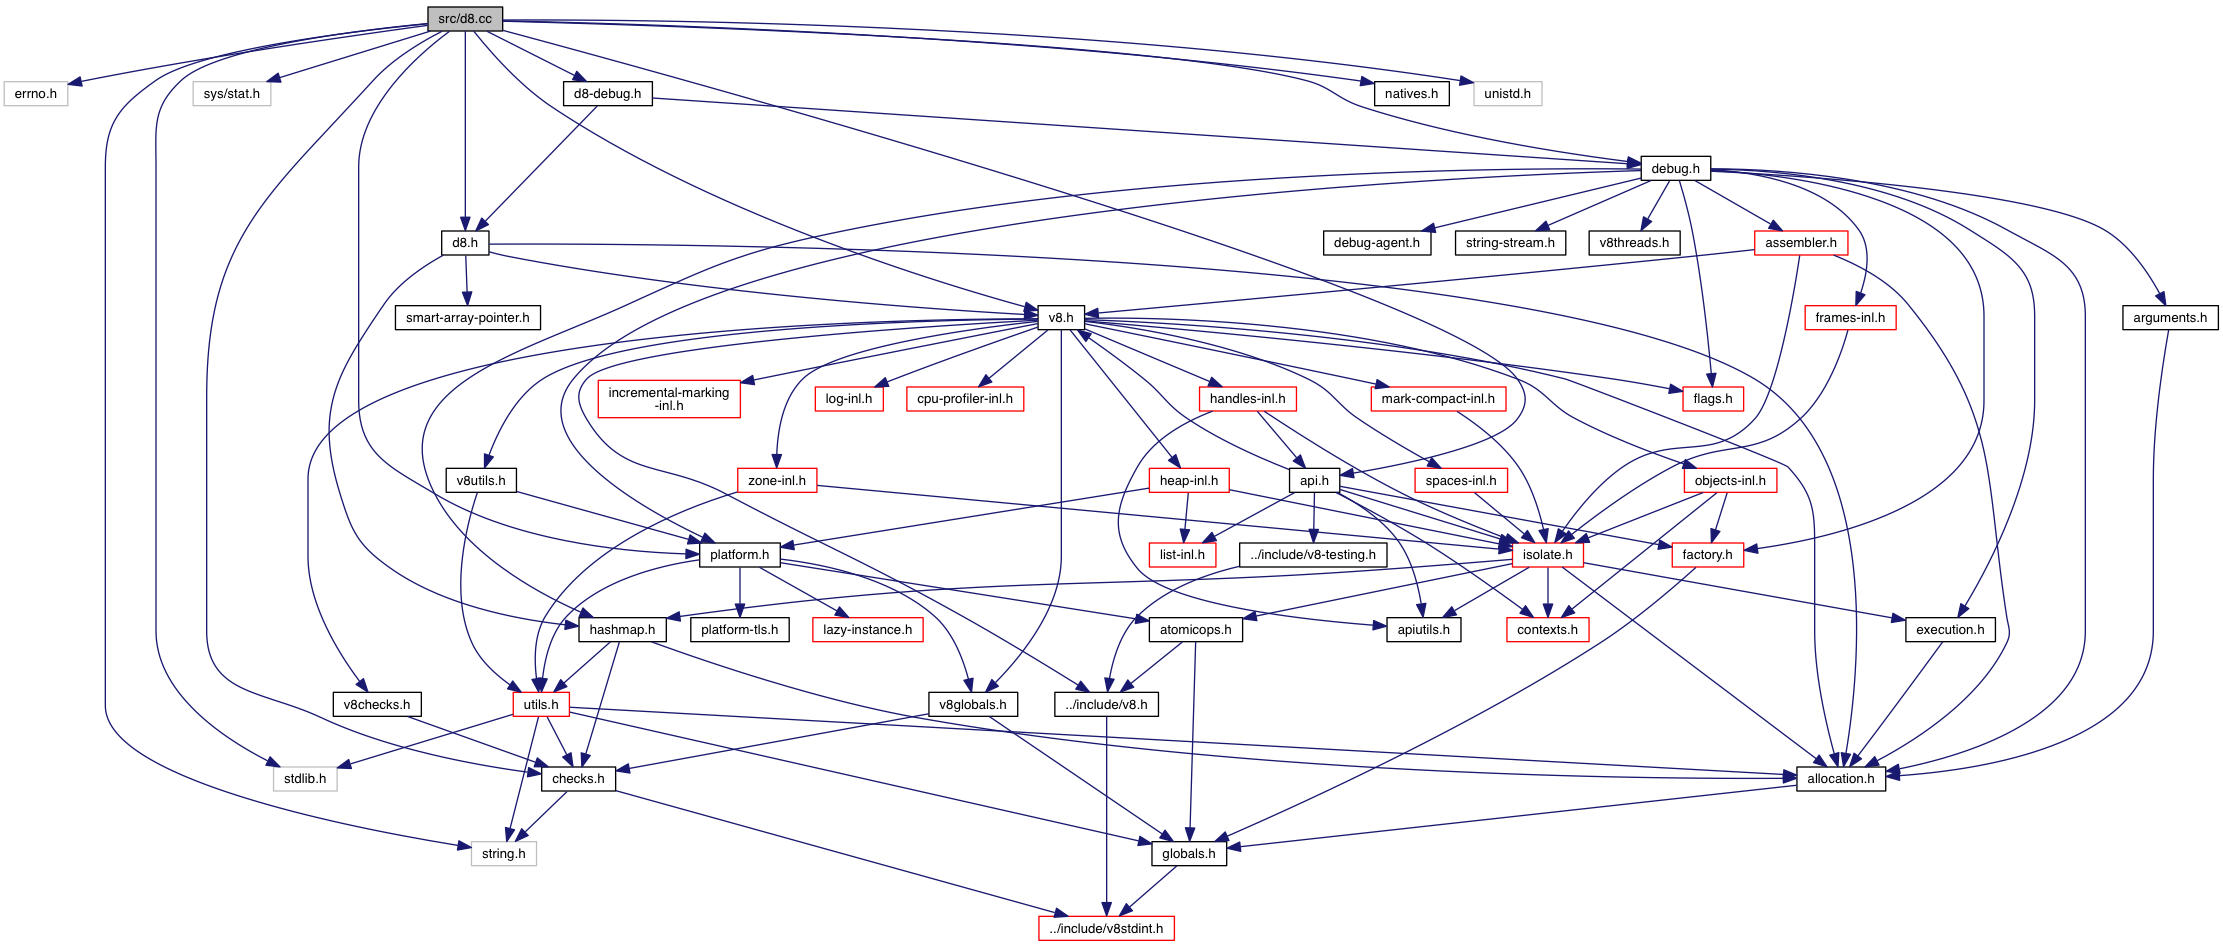 src/d8.cc
errno.h
sys/stat.h
d8-debug.h
natives.h
unistd.h
debug.h
d8.h
debug-agent.h
string-stream.h
v8threads.h
assembler.h
smart-array-pointer.h
v8.h
frames-inl.h
arguments.h
incremental-marking
-inl.h
log-inl.h
cpu-profiler-inl.h
handles-inl.h
mark-compact-inl.h
flags.h
v8utils.h
zone-inl.h
heap-inl.h
api.h
spaces-inl.h
objects-inl.h
platform.h
list-inl.h
../include/v8-testing.h
isolate.h
factory.h
hashmap.h
platform-tls.h
lazy-instance.h
atomicops.h
apiutils.h
contexts.h
execution.h
v8checks.h
utils.h
v8globals.h
../include/v8.h
stdlib.h
checks.h
allocation.h
string.h
globals.h
../include/v8stdint.h